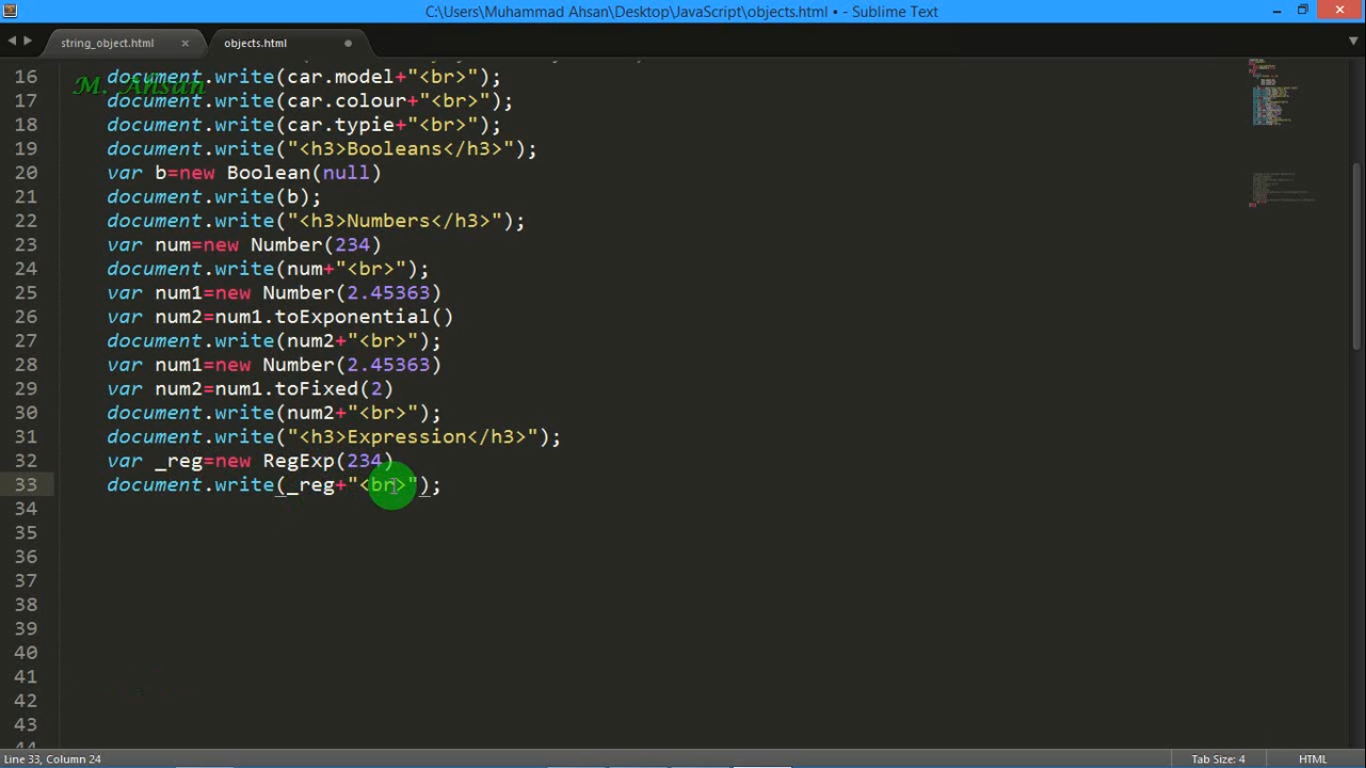 C:\Users\Muhammad Ahsan\Desktop\JavaScript\objects.html • - Sublime Text
string_object.html × objects.html
M. Ahsan
16 document.write(car.model+"<br>");
17 document.write(car.colour+"<br>");
18 document.write(car.typie+"<br>");
19 document.write("<h3>Booleans</h3>");
20 var b=new Boolean(null)
21 document.write(b);
22 document.write("<h3>Numbers</h3>");
23 var num=new Number(234)
24 document.write(num+"<br>");
25 var num1=new Number(2.45363)
26 var num2=num1.toExponential()
27 document.write(num2+"<br>");
28 var num1=new Number(2.45363)
29 var num2=num1.toFixed(2)
30 document.write(num2+"<br>");
31 document.write("<h3>Expression</h3>");
32 var _reg=new RegExp(234)
33 document.write(_reg+"<br>");
34
35
36
37
38
39
40
41
42
43
44
Line 33, Column 24 Tab Size: 4 HTML